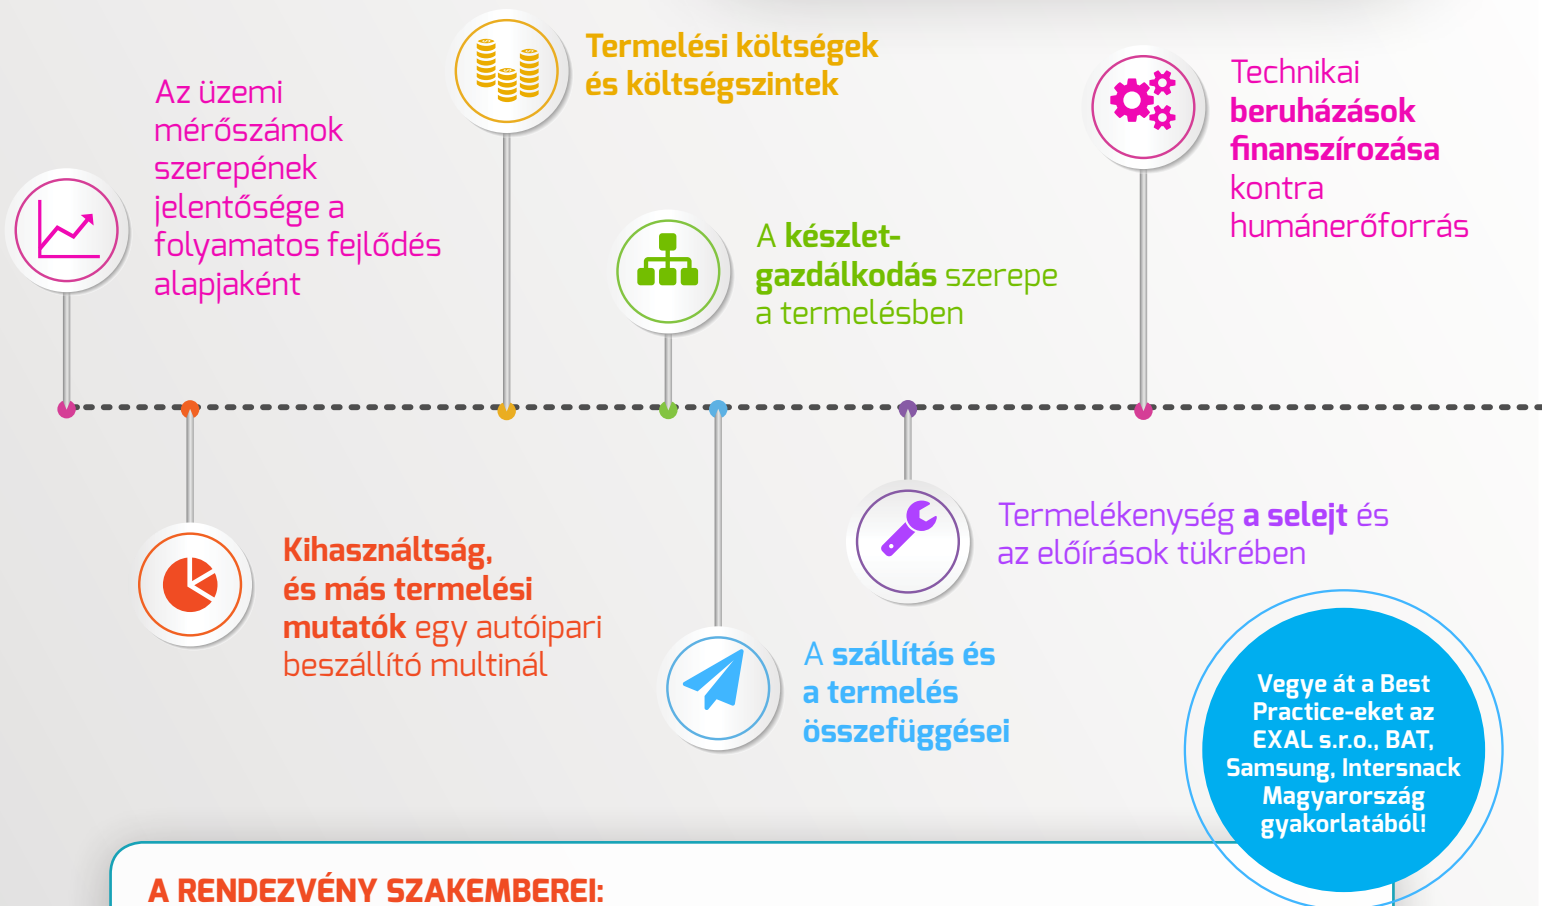 Az üzemi
mérőszámok
szerepének
jelentősége a
folyamatos fejlődés
alapjaként
Kihasználtság,
és más termelési
mutatók egy autóipari
beszállító multinál
Termelési költségek
és költségszintek
A készlet-
gazdálkodás szerepe
a termelésben
A szállítás és
a termelés
összefüggései
Termelékenység a selejt és
az előírások tükrében
Technikai
beruházások
finanszírozása
kontra
humánerőforrás
Vegye át a Best
Practice-eket az
EXAL s.r.o., BAT,
Samsung, Intersnack
Magyarország
gyakorlatából!
A RENDEZVÉNY SZAKEMBEREI: